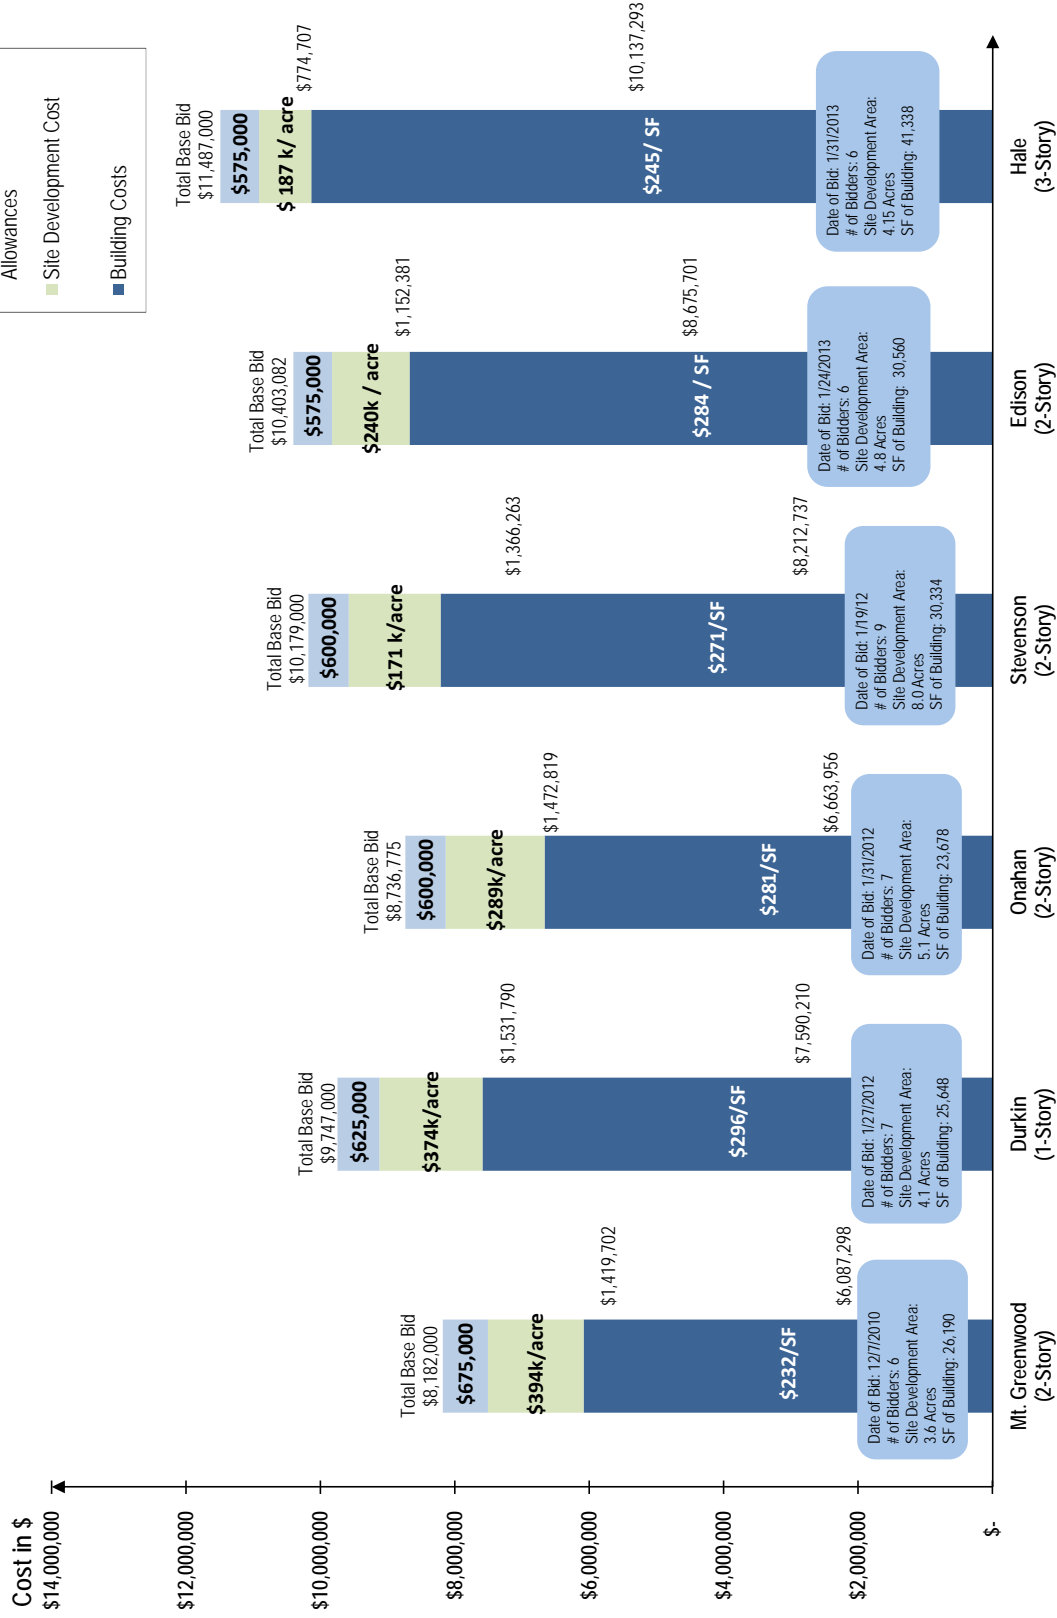 Cost in $
$14,000,000
$12,000,000
$10,000,000
$8,000,000
$6,000,000
$4,000,000
$2,000,000
$-
Allowances
Site Development Cost
Building Costs
Total Base Bid
$8,182,000
$675,000
$394k/acre
$1,419,702
$232/SF
$6,087,298
Date of Bid: 12/7/2010
# of Bidders: 6
Site Development Area:
3.6 Acres
SF of Building: 26,190
Mt. Greenwood
(2-Story)
Total Base Bid
$9,747,000
$625,000
$374k/acre
$1,531,790
$296/SF
$7,590,210
Date of Bid: 1/27/2012
# of Bidders: 7
Site Development Area:
4.1 Acres
SF of Building: 25,648
Durkin
(1-Story)
Total Base Bid
$8,736,775
$600,000
$289k/acre
$1,472,819
$281/SF
$6,663,956
Date of Bid: 1/31/2012
# of Bidders: 7
Site Development Area:
5.1 Acres
SF of Building: 23,678
Onahan
(2-Story)
Total Base Bid
$10,179,000
$600,000
$171 k/acre
$1,366,263
$271/SF
$8,212,737
Date of Bid: 1/19/12
# of Bidders: 9
Site Development Area:
8.0 Acres
SF of Building: 30,334
Stevenson
(2-Story)
Total Base Bid
$10,403,082
$575,000
$240k / acre
$1,152,381
$284 / SF
$8,675,701
Date of Bid: 1/24/2013
# of Bidders: 6
Site Development Area:
4.8 Acres
SF of Building: 30,560
Edison
(2-Story)
Total Base Bid
$11,487,000
$575,000
$ 187 k/ acre
$774,707
$245/ SF
$10,137,293
Date of Bid: 1/31/2013
# of Bidders: 6
Site Development Area:
4.15 Acres
SF of Building: 41,338
Hale
(3-Story)